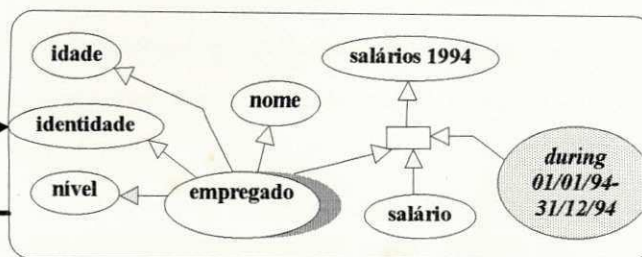 idade
salários 1994
nome
identidade
nível
empregado
salário
during
01/01/94-
31/12/94